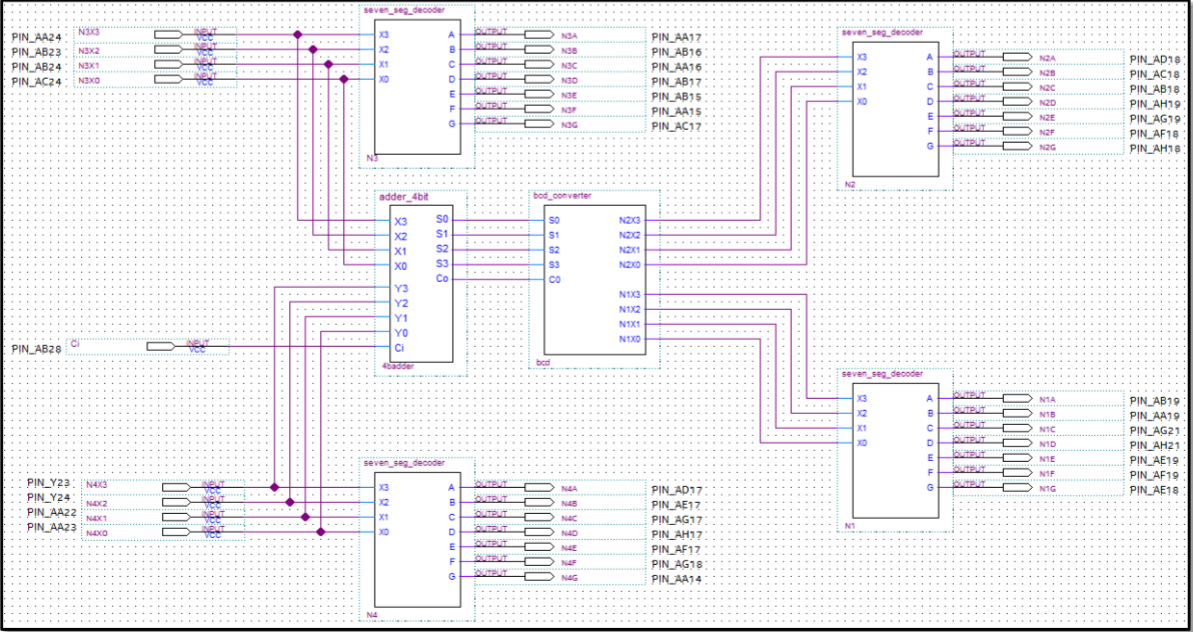 seven_seg_decoder
PIN_AA24 N3X3 INPUT VCC
PIN_AB23 N3X2 INPUT VCC
PIN_AB24 N3X1 INPUT VCC
PIN_AC24 N3X0 INPUT VCC
X3 A OUTPUT N3A PIN_AA17
X2 B OUTPUT N3B PIN_AB16
X1 C OUTPUT N3C PIN_AA16
X0 D OUTPUT N3D PIN_AB17
E OUTPUT N3E PIN_AB15
F OUTPUT N3F PIN_AA15
G OUTPUT N3G PIN_AC17
N3
seven_seg_decoder
X3 A OUTPUT N2A PIN_AD18
X2 B OUTPUT N2B PIN_AC18
X1 C OUTPUT N2C PIN_AB18
X0 D OUTPUT N2D PIN_AH19
E OUTPUT N2E PIN_AG19
F OUTPUT N2F PIN_AF18
G OUTPUT N2G PIN_AH18
N2
adder_4bit
X3 S0
X2 S1
X1 S2
X0 S3
Co
Y3
Y2
Y1
Y0
Ci
4badder
PIN_AB28 Ci INPUT VCC
bcd_converter
S0 N2X3
S1 N2X2
S2 N2X1
S3 N2X0
C0
N1X3
N1X2
N1X1
N1X0
bcd
seven_seg_decoder
X3 A OUTPUT N1A PIN_AB19
X2 B OUTPUT N1B PIN_AA19
X1 C OUTPUT N1C PIN_AG21
X0 D OUTPUT N1D PIN_AH21
E OUTPUT N1E PIN_AE19
F OUTPUT N1F PIN_AF19
G OUTPUT N1G PIN_AE18
N1
seven_seg_decoder
PIN_Y23 N4X3 INPUT VCC
PIN_Y24 N4X2 INPUT VCC
PIN_AA22 N4X1 INPUT VCC
PIN_AA23 N4X0 INPUT VCC
X3 A OUTPUT N4A PIN_AD17
X2 B OUTPUT N4B PIN_AE17
X1 C OUTPUT N4C PIN_AG17
X0 D OUTPUT N4D PIN_AH17
E OUTPUT N4E PIN_AF17
F OUTPUT N4F PIN_AG18
G OUTPUT N4G PIN_AA14
N4